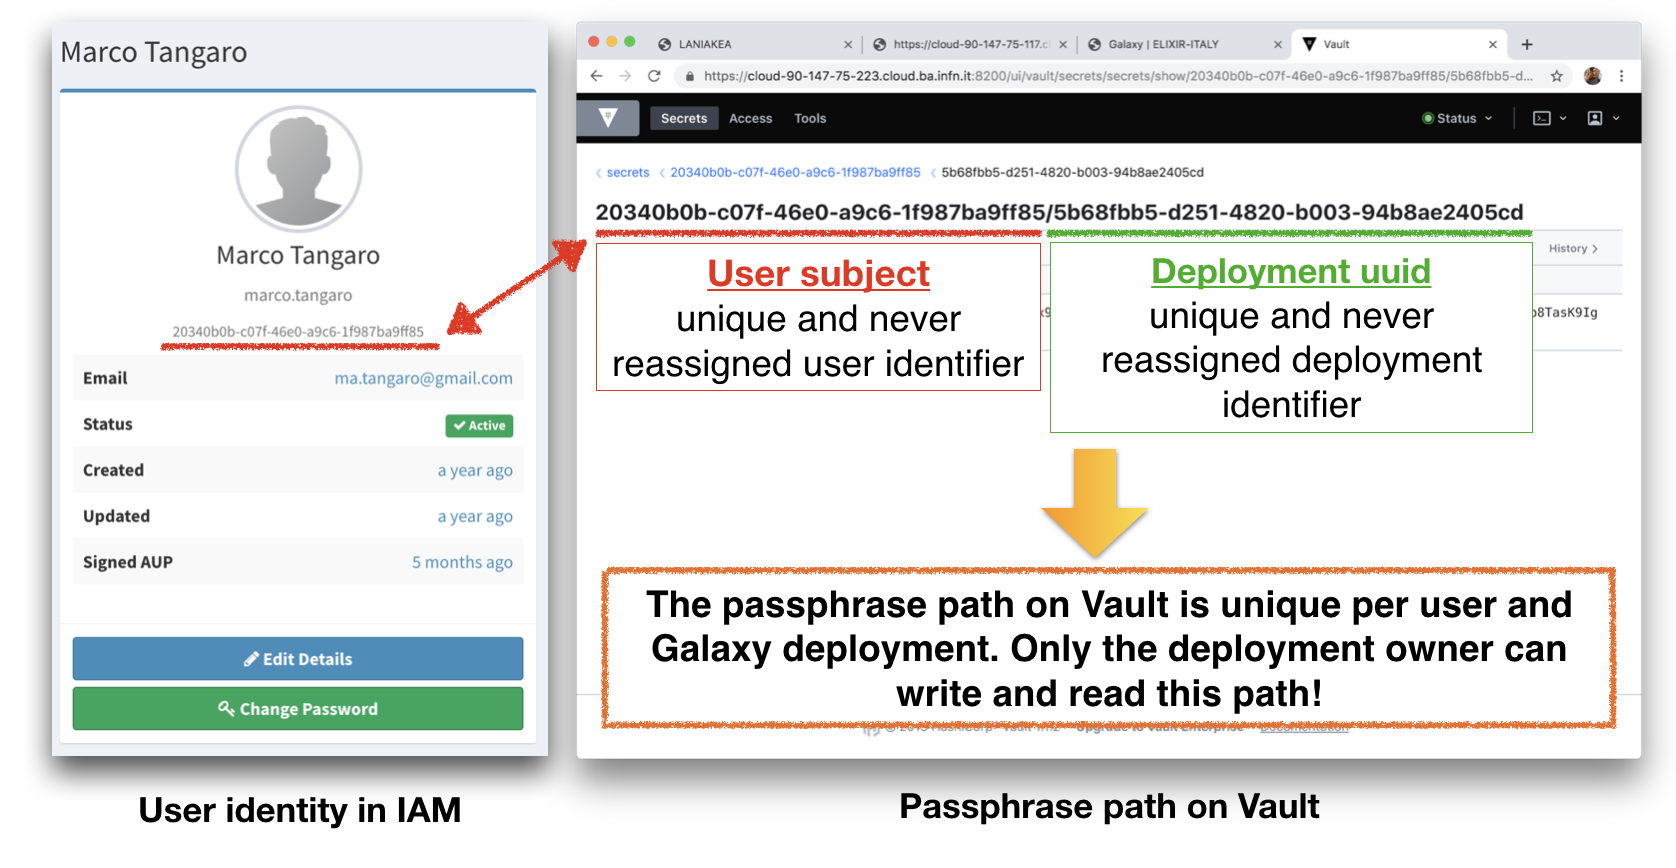 Marco Tangaro
Marco Tangaro
marco.tangaro
20340b0b-c07f-46e0-a9c6-1f987ba9ff85
Email ma.tangaro@gmail.com
Status Active
Created a year ago
Updated a year ago
Signed AUP 5 months ago
Edit Details
Change Password
User identity in IAM
LANIAKEA https://cloud-90-147-75-117.cl Galaxy | ELIXIR-ITALY Vault
https://cloud-90-147-75-223.cloud.ba.infn.it:8200/ui/vault/secrets/secrets/show/20340b0b-c07f-46e0-a9c6-1f987ba9ff85/5b68fbb5-d...
Secrets Access Tools Status
secrets 20340b0b-c07f-46e0-a9c6-1f987ba9ff85 5b68fbb5-d251-4820-b003-94b8ae2405cd
20340b0b-c07f-46e0-a9c6-1f987ba9ff85/5b68fbb5-d251-4820-b003-94b8ae2405cd
History
User subject
unique and never
reassigned user identifier
Deployment uuid
unique and never
reassigned deployment
identifier
8TasK9Ig
The passphrase path on Vault is unique per user and
Galaxy deployment. Only the deployment owner can
write and read this path!
Upgrade to Vault Enterprise Documentation
Passphrase path on Vault